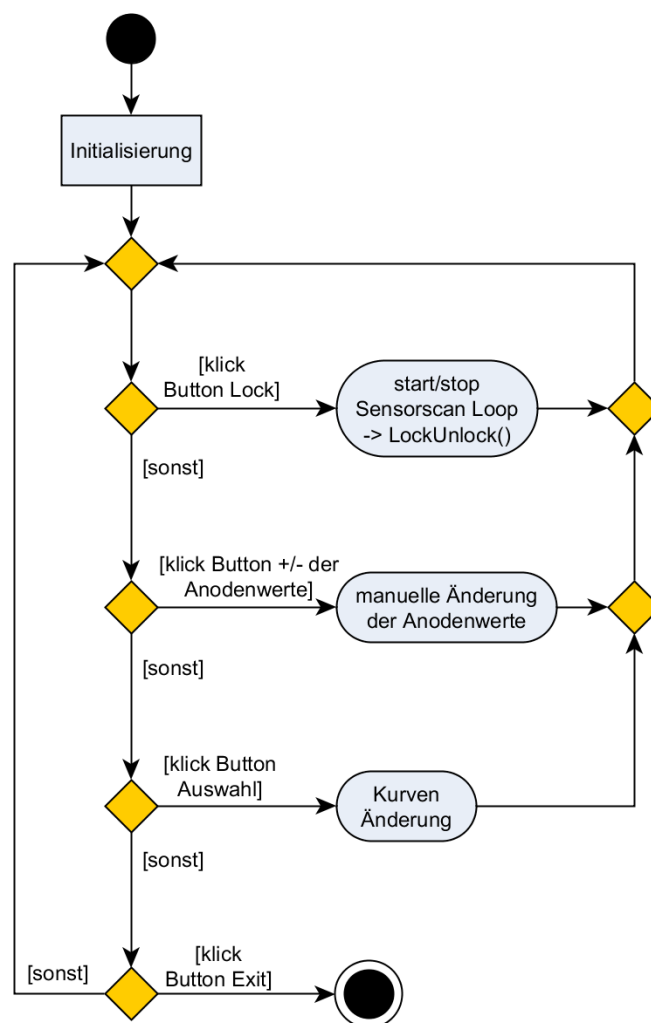 Initialisierung
[klick
Button Lock]
start/stop
Sensorscan Loop
-> LockUnlock()
[sonst]
[klick Button +/- der
Anodenwerte]
manuelle Änderung
der Anodenwerte
[sonst]
[klick Button
Auswahl]
Kurven
Änderung
[sonst]
[sonst]
[klick
Button Exit]